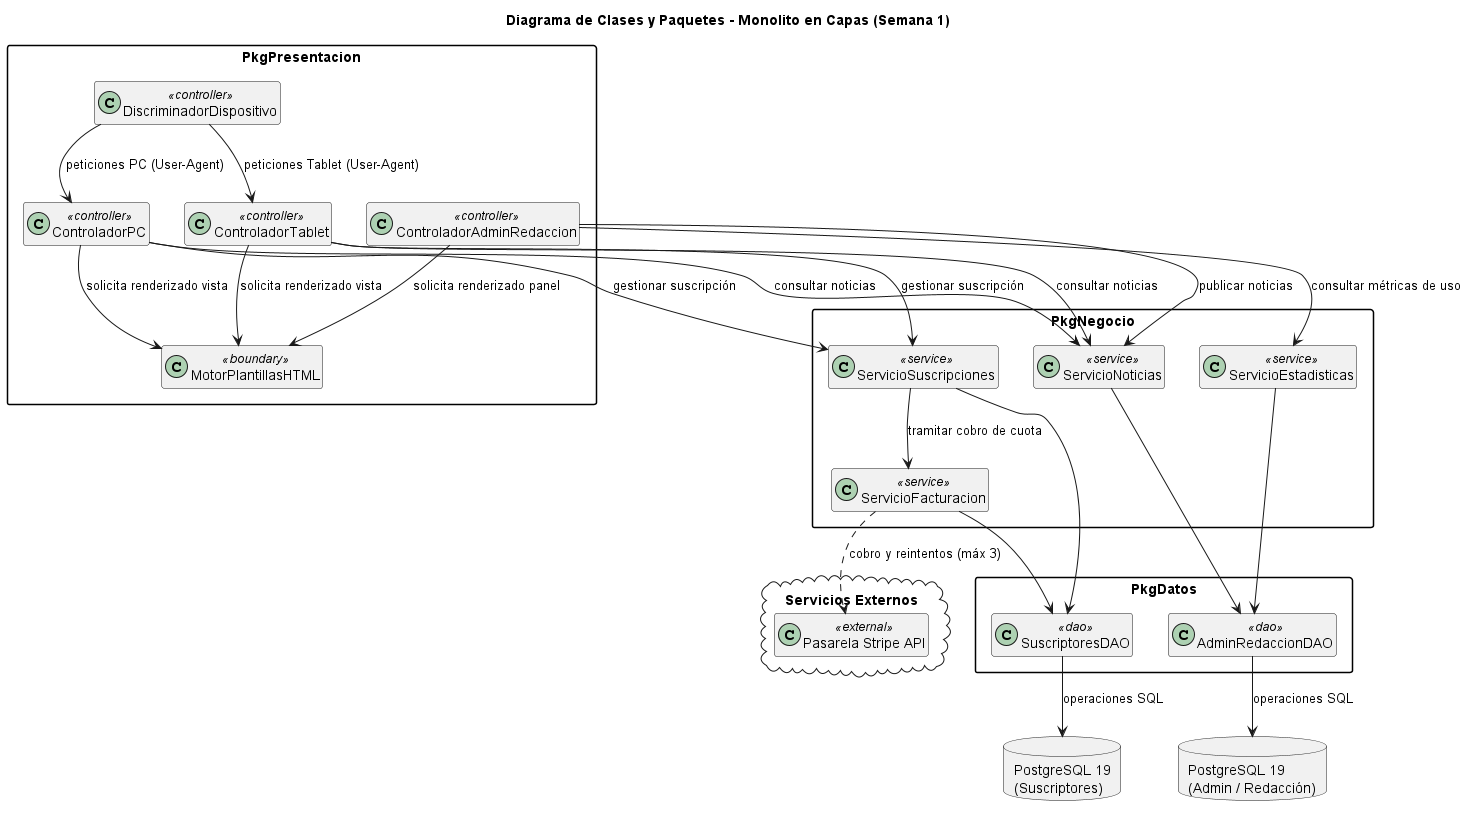 Diagrama de Clases y Paquetes - Monolito en Capas (Semana 1)
PkgPresentacion
C
«controller»
DiscriminadorDispositivo
peticiones PC (User-Agent)
peticiones Tablet (User-Agent)
C
«controller»
ControladorPC
C
«controller»
ControladorTablet
C
«controller»
ControladorAdminRedaccion
solicita renderizado vista
solicita renderizado vista
solicita renderizado panel
gestionar suscripción
consultar noticias
gestionar suscripción
consultar noticias
publicar noticias
consultar métricas de uso
C
«boundary»
MotorPlantillasHTML
PkgNegocio
C
«service»
ServicioSuscripciones
C
«service»
ServicioNoticias
C
«service»
ServicioEstadisticas
tramitar cobro de cuota
C
«service»
ServicioFacturacion
cobro y reintentos (máx 3)
Servicios Externos
C
«external»
Pasarela Stripe API
PkgDatos
C
«dao»
SuscriptoresDAO
C
«dao»
AdminRedaccionDAO
operaciones SQL
operaciones SQL
PostgreSQL 19
(Suscriptores)
PostgreSQL 19
(Admin / Redacción)